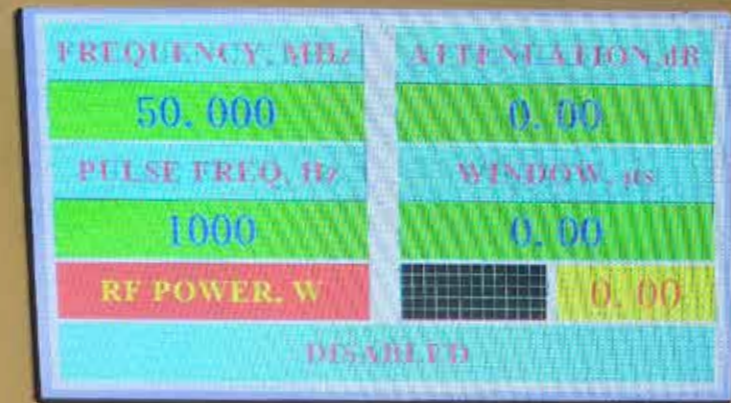 FREQUENCY, MHz
ATTENUATION, dB
50.000
0.00
PULSE FREQ, Hz
WINDOW, µs
1000
0.00
RF POWER, W
0.00
DISABLED